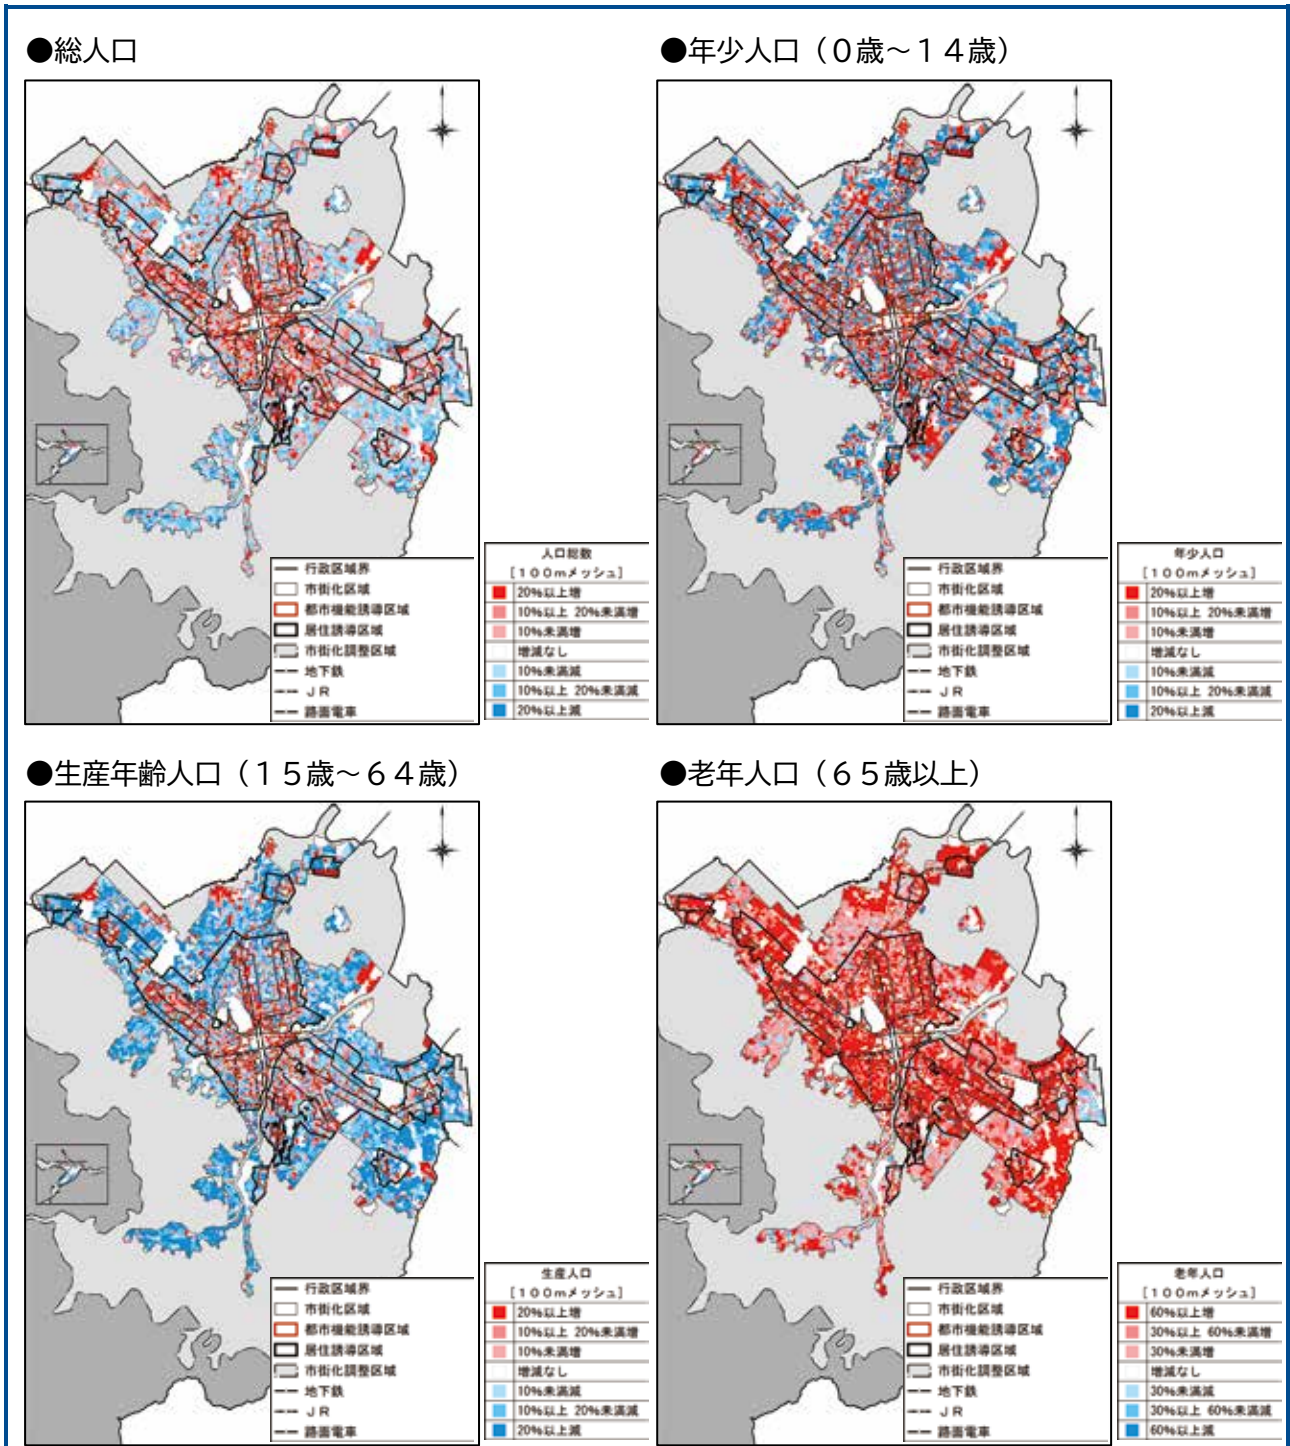 ●総人口
行政区域界
市街化区域
都市機能誘導区域
居住誘導区域
市街化調整区域
地下鉄
ＪＲ
路面電車
人口総数
[１００ｍメッシュ]
20%以上増
10%以上 20%未満増
10%未満増
増減なし
10%未満減
10%以上 20%未満減
20%以上減
●年少人口（０歳～１４歳）
行政区域界
市街化区域
都市機能誘導区域
居住誘導区域
市街化調整区域
地下鉄
ＪＲ
路面電車
年少人口
[１００ｍメッシュ]
20%以上増
10%以上 20%未満増
10%未満増
増減なし
10%未満減
10%以上 20%未満減
20%以上減
●生産年齢人口（１５歳～６４歳）
行政区域界
市街化区域
都市機能誘導区域
居住誘導区域
市街化調整区域
地下鉄
ＪＲ
路面電車
生産人口
[１００ｍメッシュ]
20%以上増
10%以上 20%未満増
10%未満増
増減なし
10%未満減
10%以上 20%未満減
20%以上減
●老年人口（６５歳以上）
行政区域界
市街化区域
都市機能誘導区域
居住誘導区域
市街化調整区域
地下鉄
ＪＲ
路面電車
老年人口
[１００ｍメッシュ]
60%以上増
30%以上 60%未満増
30%未満増
増減なし
30%未満減
30%以上 60%未満減
60%以上減